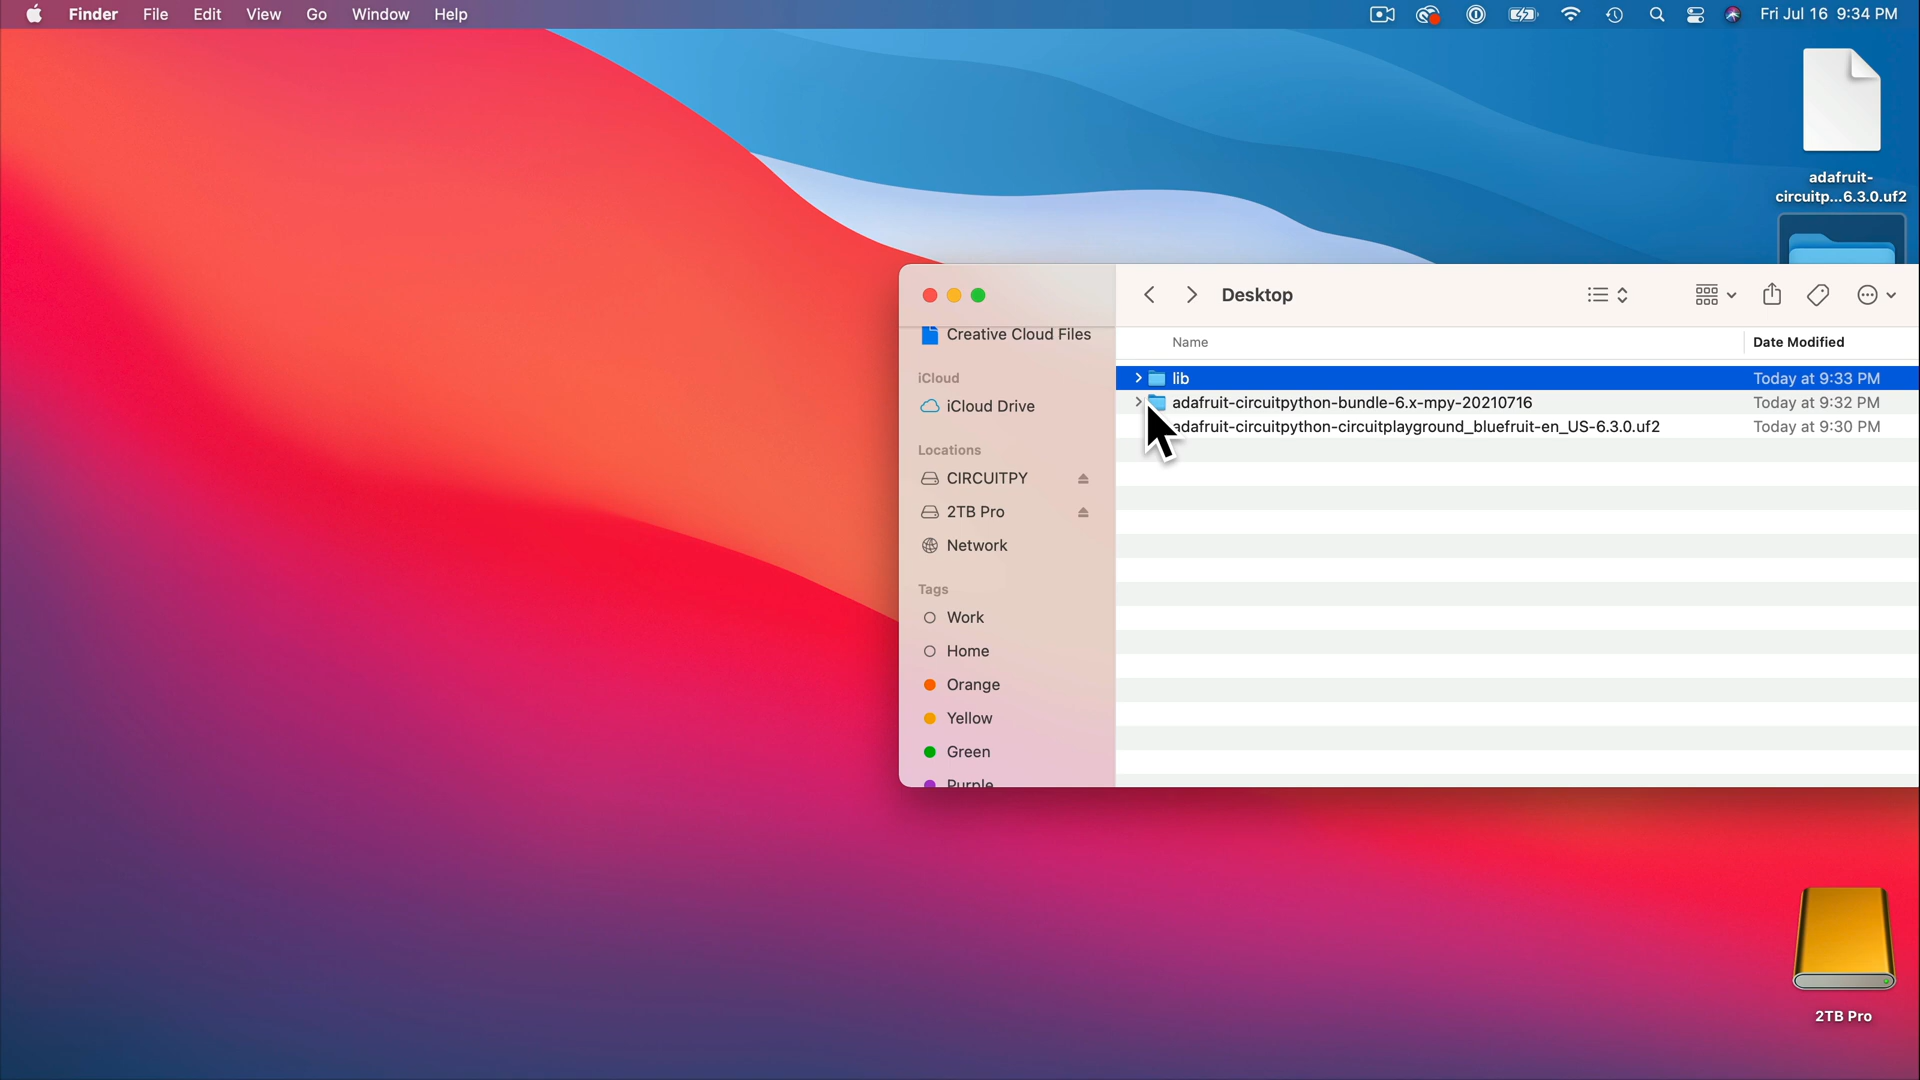 Finder File Edit View Go Window Help
Fri Jul 16 9:34 PM
adafruit-
circuitp...6.3.0.uf2
Desktop
Creative Cloud Files
iCloud
iCloud Drive
Locations
CIRCUITPY
2TB Pro
Network
Tags
Work
Home
Orange
Yellow
Green
Purple
Name Date Modified
lib Today at 9:33 PM
adafruit-circuitpython-bundle-6.x-mpy-20210716 Today at 9:32 PM
adafruit-circuitpython-circuitplayground_bluefruit-en_US-6.3.0.uf2 Today at 9:30 PM
2TB Pro